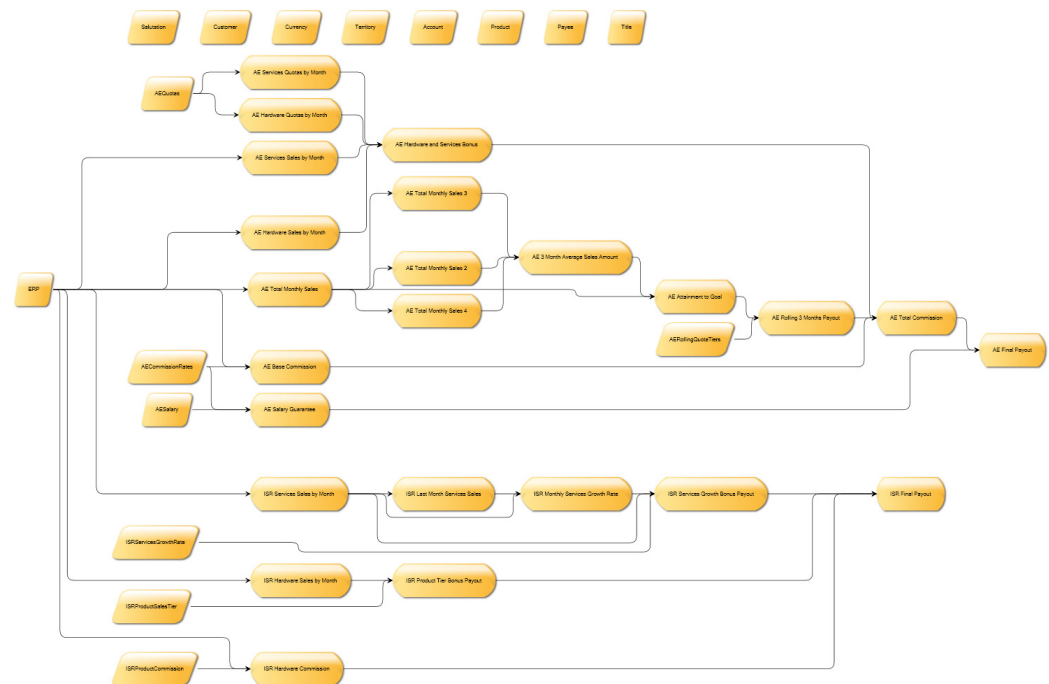 Salutation
Customer
Currency
Territory
Account
Product
Payee
Title
AE Services Quotas by Month
AEQuotas
AE Hardware Quotas by Month
AE Hardware and Services Bonus
AE Services Sales by Month
AE Total Monthly Sales 3
AE Hardware Sales by Month
AE 3 Month Average Sales Amount
AE Total Monthly Sales 2
ERP
AE Total Monthly Sales
AE Attainment to Goal
AE Total Monthly Sales 4
AE Rolling 3 Months Payout
AE Total Commission
AERollingQuoteTiers
AE Final Payout
AECommissionRates
AE Base Commission
AESalary
AE Salary Guarantee
ISR Services Sales by Month
ISR Last Month Services Sales
ISR Monthly Services Growth Rate
ISR Services Growth Bonus Payout
ISR Final Payout
ISRServicesGrowthRate
ISR Hardware Sales by Month
ISR Product Tier Bonus Payout
ISRProductSalesTier
ISRProductCommission
ISR Hardware Commission